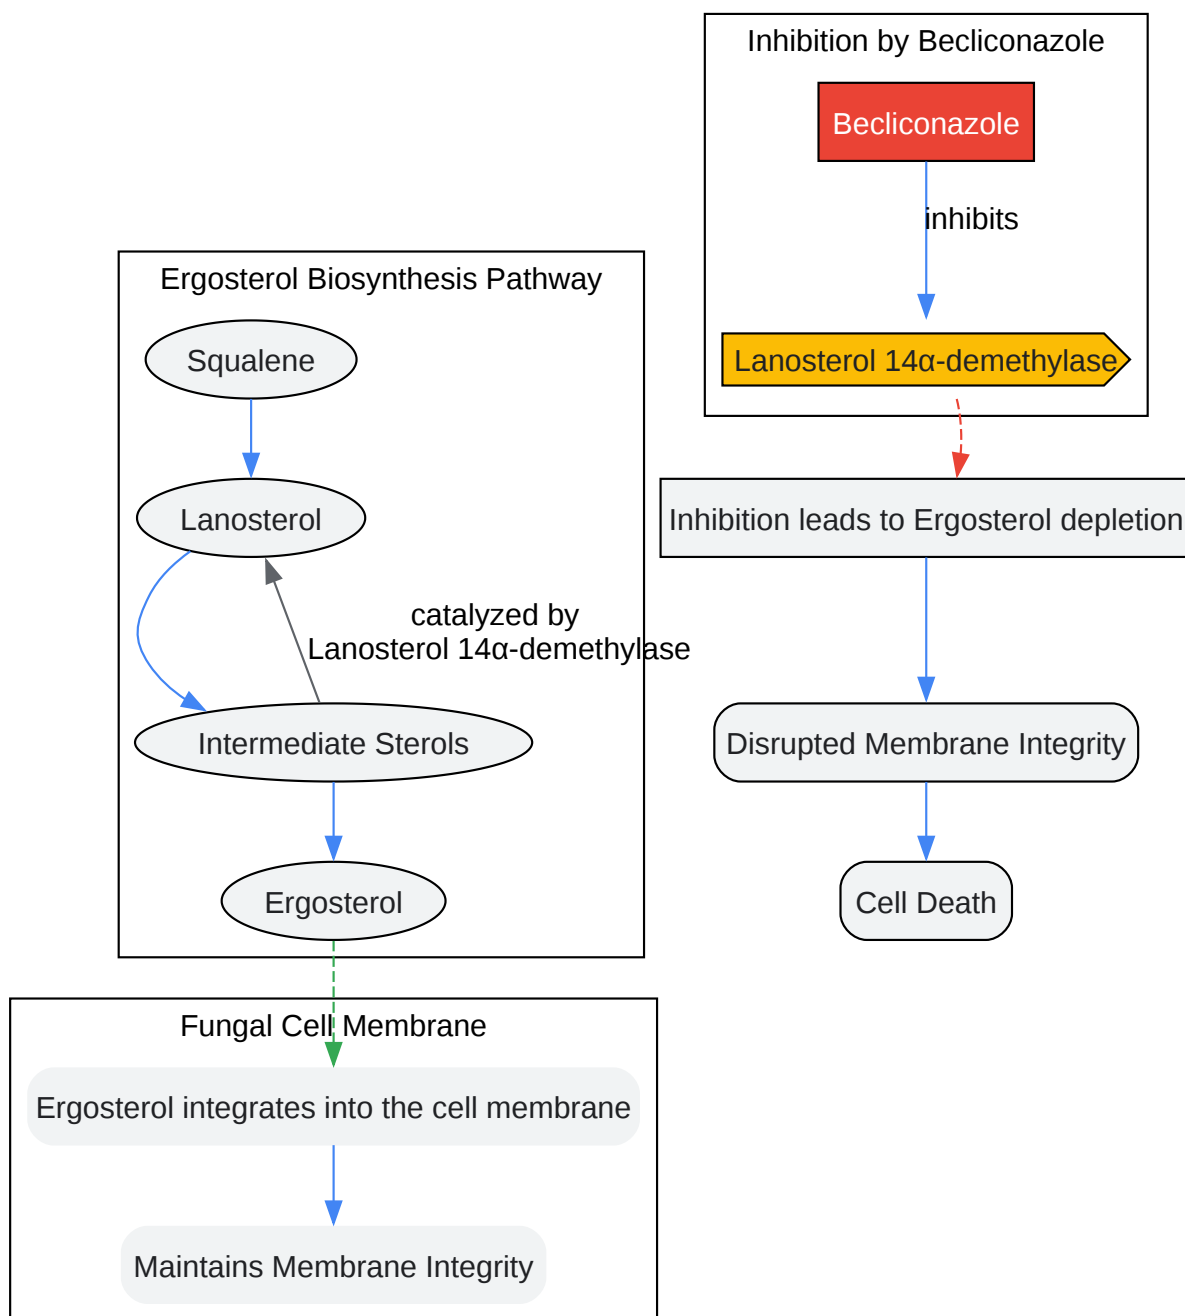 Inhibition by Becliconazole
Becliconazole
inhibits
Lanosterol 14α-demethylase
Inhibition leads to Ergosterol depletion
Disrupted Membrane Integrity
Cell Death
Ergosterol Biosynthesis Pathway
Squalene
Lanosterol
catalyzed by
Lanosterol 14α-demethylase
Intermediate Sterols
Ergosterol
Fungal Cell Membrane
Ergosterol integrates into the cell membrane
Maintains Membrane Integrity